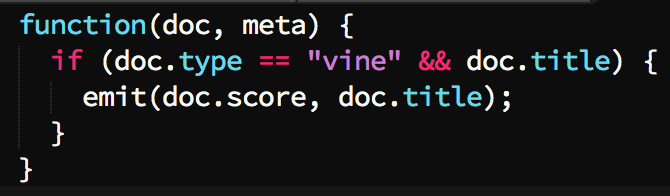 function(doc, meta) {
if (doc.type == "vine" && doc.title) {
emit(doc.score, doc.title);
}
}